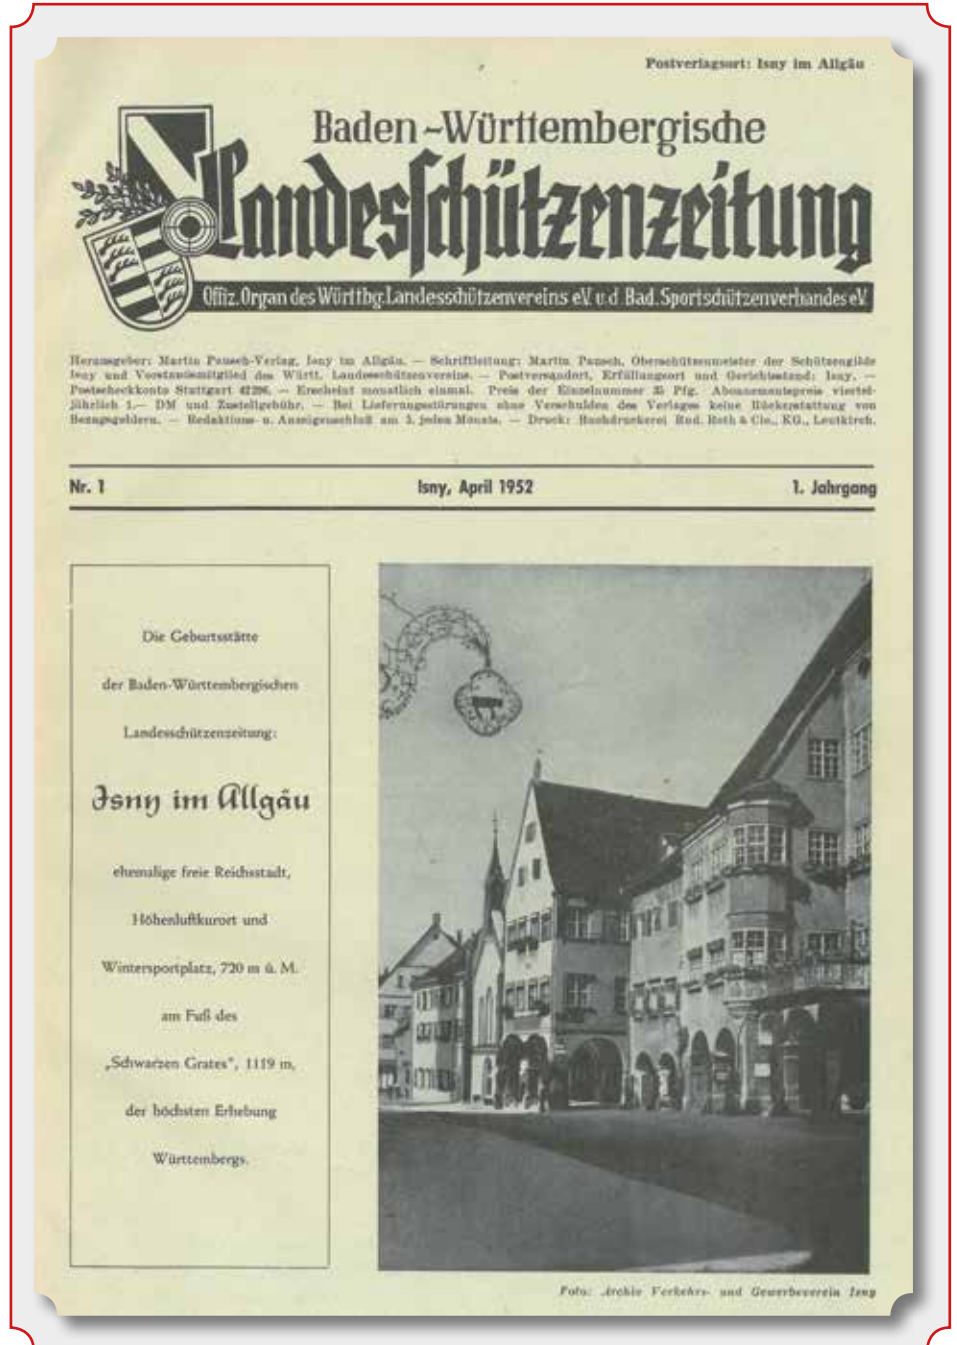 Postverlagsort: Isny im Allgäu
Baden-Württembergische
Landesschützenzeitung
Offiz. Organ des Württbg. Landesschützenvereins e.V. u. d. Bad. Sportschützenverbandes e.V.
Herausgeber: Martin Pausch-Verlag, Isny im Allgäu. — Schriftleitung: Martin Pausch, Oberschützenmeister der Schützengilde
Isny und Vorstandsmitglied des Württ. Landesschützenvereins. — Postversandort, Erfüllungsort und Gerichtsstand: Isny. —
Postscheckkonto Stuttgart 42206. — Erscheint monatlich einmal. Preis der Einzelnummer 35 Pfg. Abonnementspreis viertel-
jährlich 1.— DM und Zustellgebühr. — Bei Lieferungsstörungen ohne Verschulden des Verlages keine Rückerstattung von
Bezugsgeldern. — Redaktions- u. Anzeigenschluß am 5. jeden Monats. — Druck: Buchdruckerei Rud. Roth & Cie., KG., Leutkirch.
Nr. 1 Isny, April 1952 1. Jahrgang
Die Geburtsstätte
der Baden-Württembergischen
Landesschützenzeitung:
Isny im Allgäu
ehemalige freie Reichsstadt,
Höhenluftkurort und
Wintersportplatz, 720 m ü. M.
am Fuß des
„Schwarzen Grates", 1119 m,
der höchsten Erhebung
Württembergs.
Foto: Archiv Verkehrs- und Gewerbeverein Isny